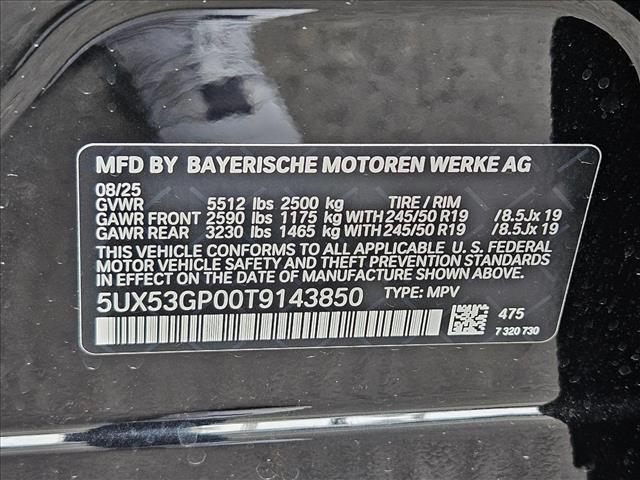 MFD BY BAYERISCHE MOTOREN WERKE AG
08/25
GVWR 5512 lbs 2500 kg TIRE / RIM
GAWR FRONT 2590 lbs 1175 kg WITH 245/50 R19 /8.5Jx 19
GAWR REAR 3230 lbs 1465 kg WITH 245/50 R19 /8.5Jx 19
THIS VEHICLE CONFORMS TO ALL APPLICABLE U. S. FEDERAL
MOTOR VEHICLE SAFETY AND THEFT PREVENTION STANDARDS
IN EFFECT ON THE DATE OF MANUFACTURE SHOWN ABOVE.
5UX53GP00T9143850 TYPE: MPV
475
7 320 730